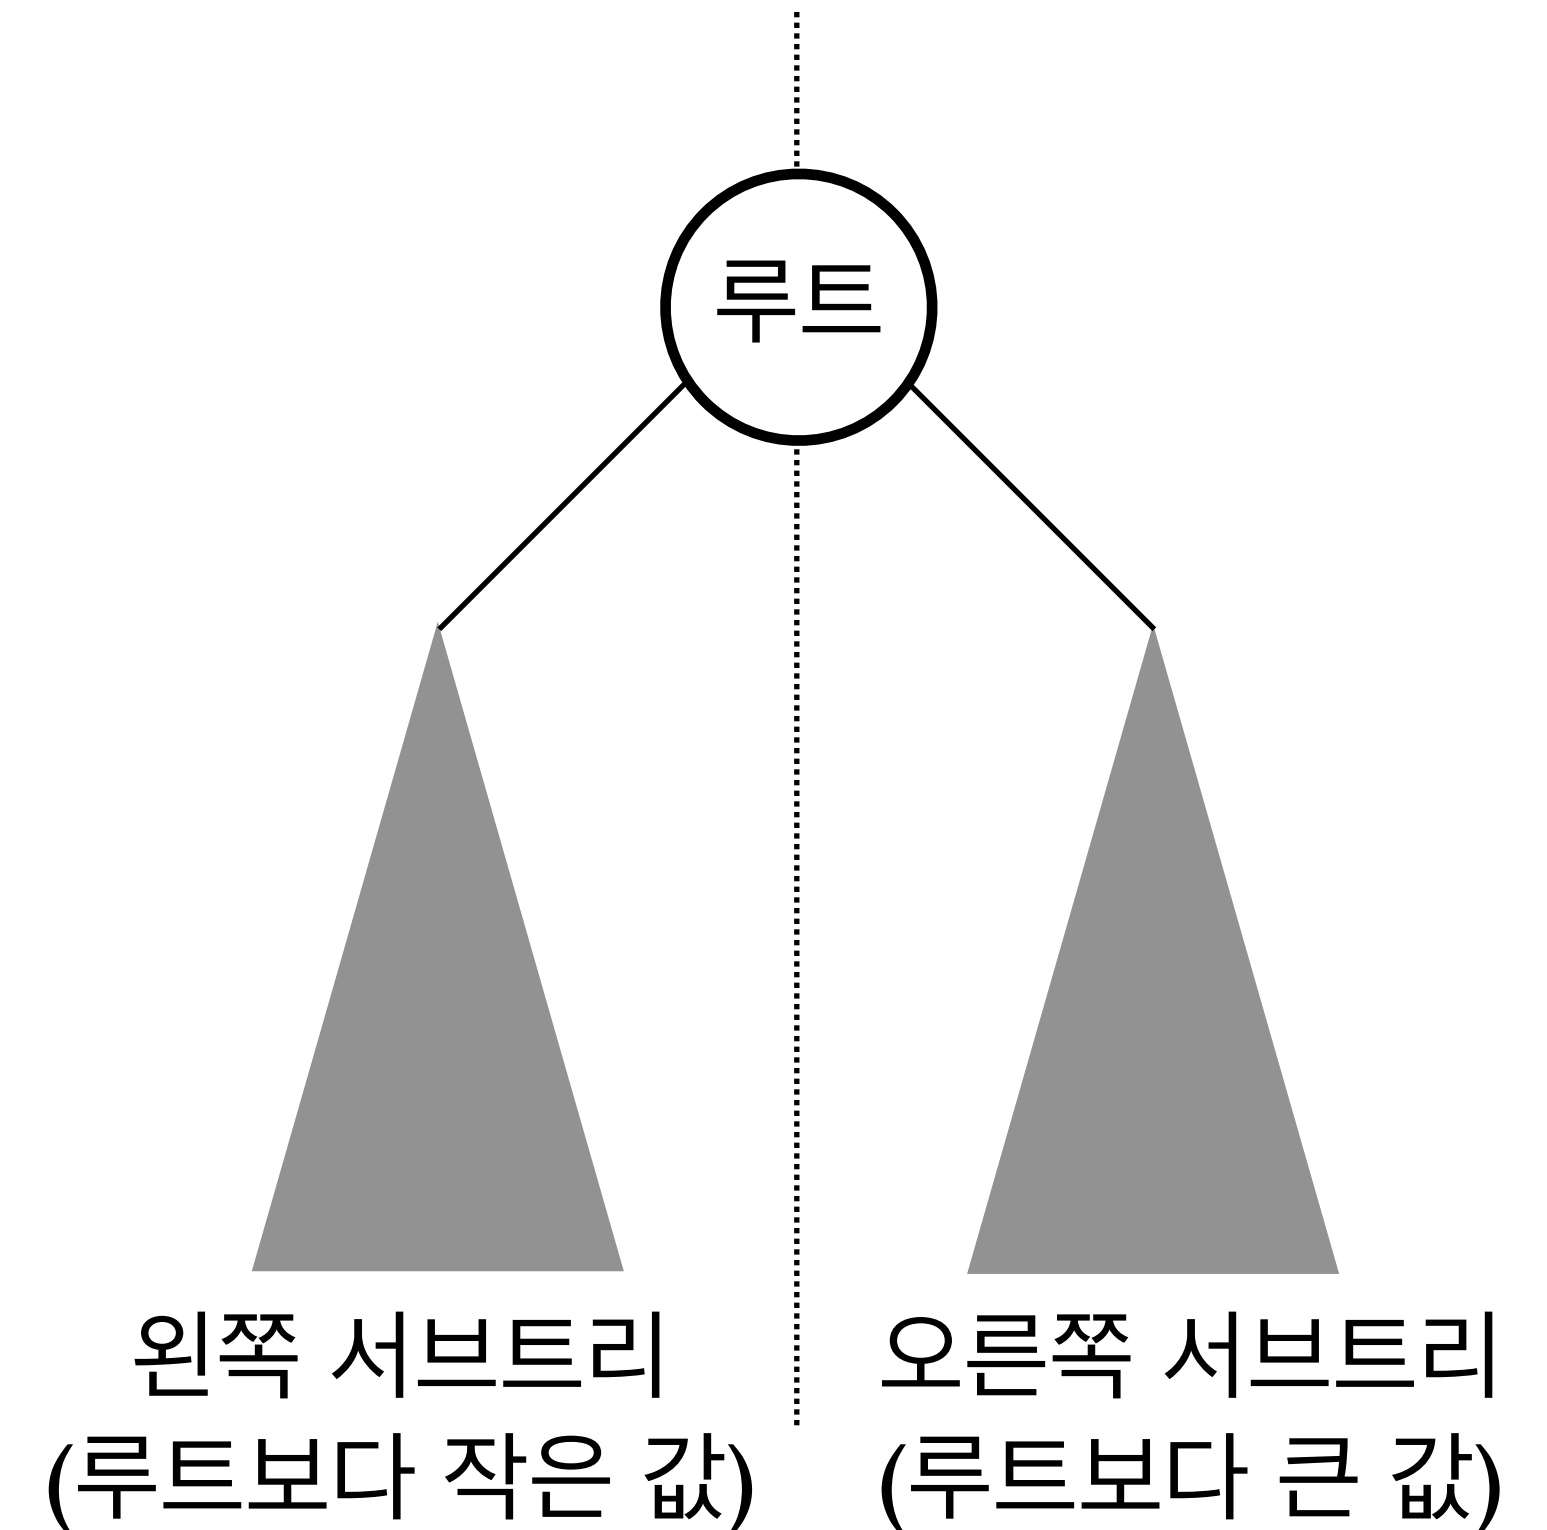 루트
왼쪽 서브트리
(루트보다 작은 값)
오른쪽 서브트리
(루트보다 큰 값)